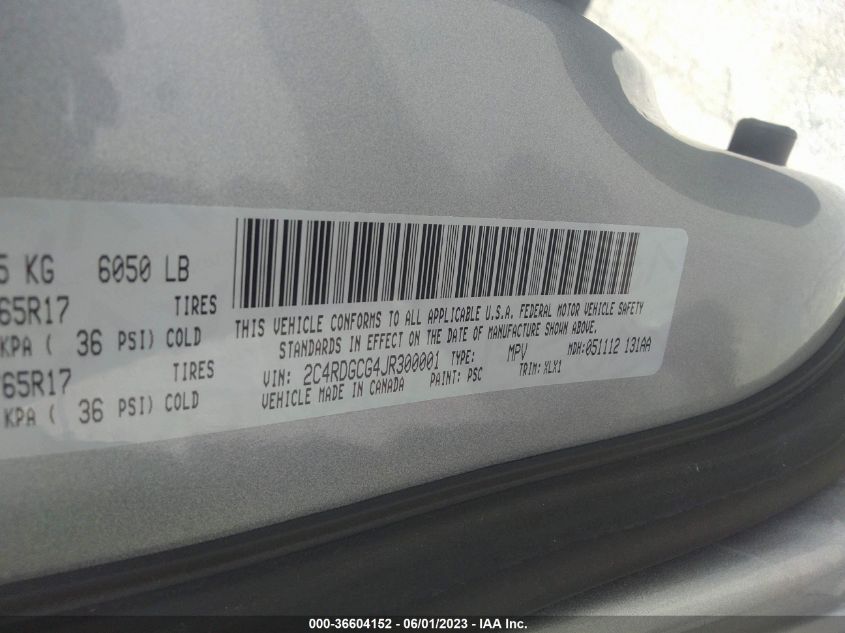 5 KG 6050 LB
65R17 TIRES
KPA ( 36 PSI) COLD
65R17 TIRES
KPA ( 36 PSI) COLD
THIS VEHICLE CONFORMS TO ALL APPLICABLE U.S.A. FEDERAL MOTOR VEHICLE SAFETY
STANDARDS IN EFFECT ON THE DATE OF MANUFACTURE SHOWN ABOVE.
VIN: 2C4RDGCG4JR300001 TYPE: MPV MDH:051112 131AA
VEHICLE MADE IN CANADA PAINT: PSC TRIM: XLX1
000-36604152 - 06/01/2023 - IAA Inc.